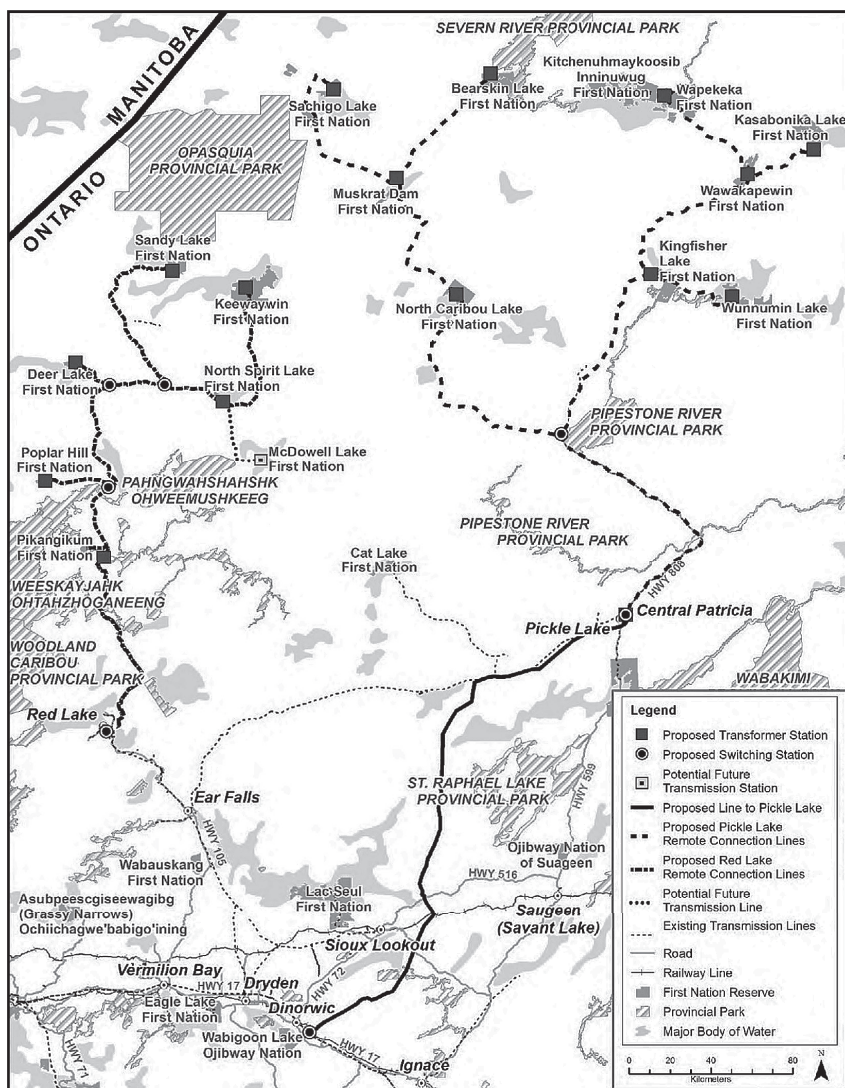 SEVERN RIVER PROVINCIAL PARK
MANITOBA
ONTARIO
Sachigo Lake
First Nation
Bearskin Lake
First Nation
Kitchenuhmaykoosib
Inninuwug
First Nation
Wapekeka
First Nation
Kasabonika Lake
First Nation
OPASQUIA
PROVINCIAL PARK
Muskrat Dam
First Nation
Wawakapewin
First Nation
Sandy Lake
First Nation
Keewaywin
First Nation
North Caribou Lake
First Nation
Kingfisher
Lake
First Nation
Wunnumin Lake
First Nation
Deer Lake
First Nation
North Spirit Lake
First Nation
PIPESTONE RIVER
PROVINCIAL PARK
Poplar Hill
First Nation
McDowell Lake
First Nation
PAHNGWAHSHAHSHK
OHWEEMUSHKEEG
PIPESTONE RIVER
PROVINCIAL PARK
Pikangikum
First Nation
Cat Lake
First Nation
HWY 808
WEESKAYJAHK
OHTAHZHOGANEENG
Central Patricia
Pickle Lake
WOODLAND
CARIBOU
PROVINCIAL PARK
WABAKIMI
Red Lake
ST. RAPHAEL LAKE
PROVINCIAL PARK
HWY 599
Ear Falls
HWY 105
Wabauskang
First Nation
Ojibway Nation
of Suageen
HWY 516
Lac Seul
First Nation
Asubpeescgiseewagibg
(Grassy Narrows)
Ochiichagwe'babigo'ining
Saugeen
(Savant Lake)
Sioux Lookout
HWY 72
Vermilion Bay
HWY 17
Dryden
Eagle Lake
First Nation
Dinorwic
Wabigoon Lake
Ojibway Nation
HWY 17
Ignace
HWY 71
Legend
Proposed Transformer Station
Proposed Switching Station
Potential Future
Transmission Station
Proposed Line to Pickle Lake
Proposed Pickle Lake
Remote Connection Lines
Proposed Red Lake
Remote Connection Lines
Potential Future
Transmission Line
Existing Transmission Lines
Road
Railway Line
First Nation Reserve
Provincial Park
Major Body of Water
0 20 40 80
Kilometers
N